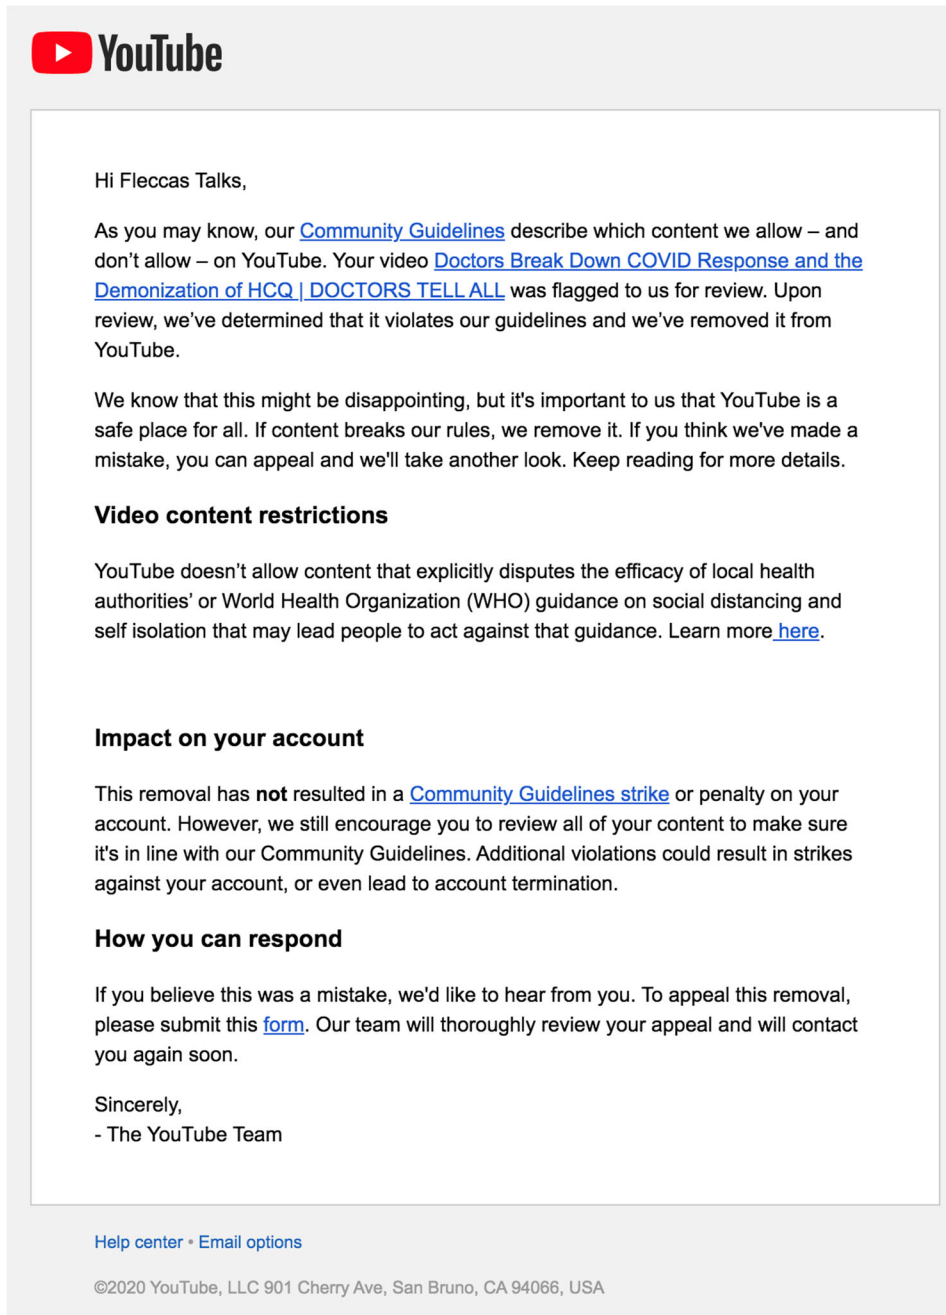 YouTube
Hi Fleccas Talks,
As you may know, our Community Guidelines describe which content we allow – and
don’t allow – on YouTube. Your video Doctors Break Down COVID Response and the
Demonization of HCQ | DOCTORS TELL ALL was flagged to us for review. Upon
review, we’ve determined that it violates our guidelines and we’ve removed it from
YouTube.
We know that this might be disappointing, but it's important to us that YouTube is a
safe place for all. If content breaks our rules, we remove it. If you think we've made a
mistake, you can appeal and we'll take another look. Keep reading for more details.
Video content restrictions
YouTube doesn’t allow content that explicitly disputes the efficacy of local health
authorities’ or World Health Organization (WHO) guidance on social distancing and
self isolation that may lead people to act against that guidance. Learn more here.
Impact on your account
This removal has not resulted in a Community Guidelines strike or penalty on your
account. However, we still encourage you to review all of your content to make sure
it's in line with our Community Guidelines. Additional violations could result in strikes
against your account, or even lead to account termination.
How you can respond
If you believe this was a mistake, we'd like to hear from you. To appeal this removal,
please submit this form. Our team will thoroughly review your appeal and will contact
you again soon.
Sincerely,
- The YouTube Team
Help center • Email options
©2020 YouTube, LLC 901 Cherry Ave, San Bruno, CA 94066, USA